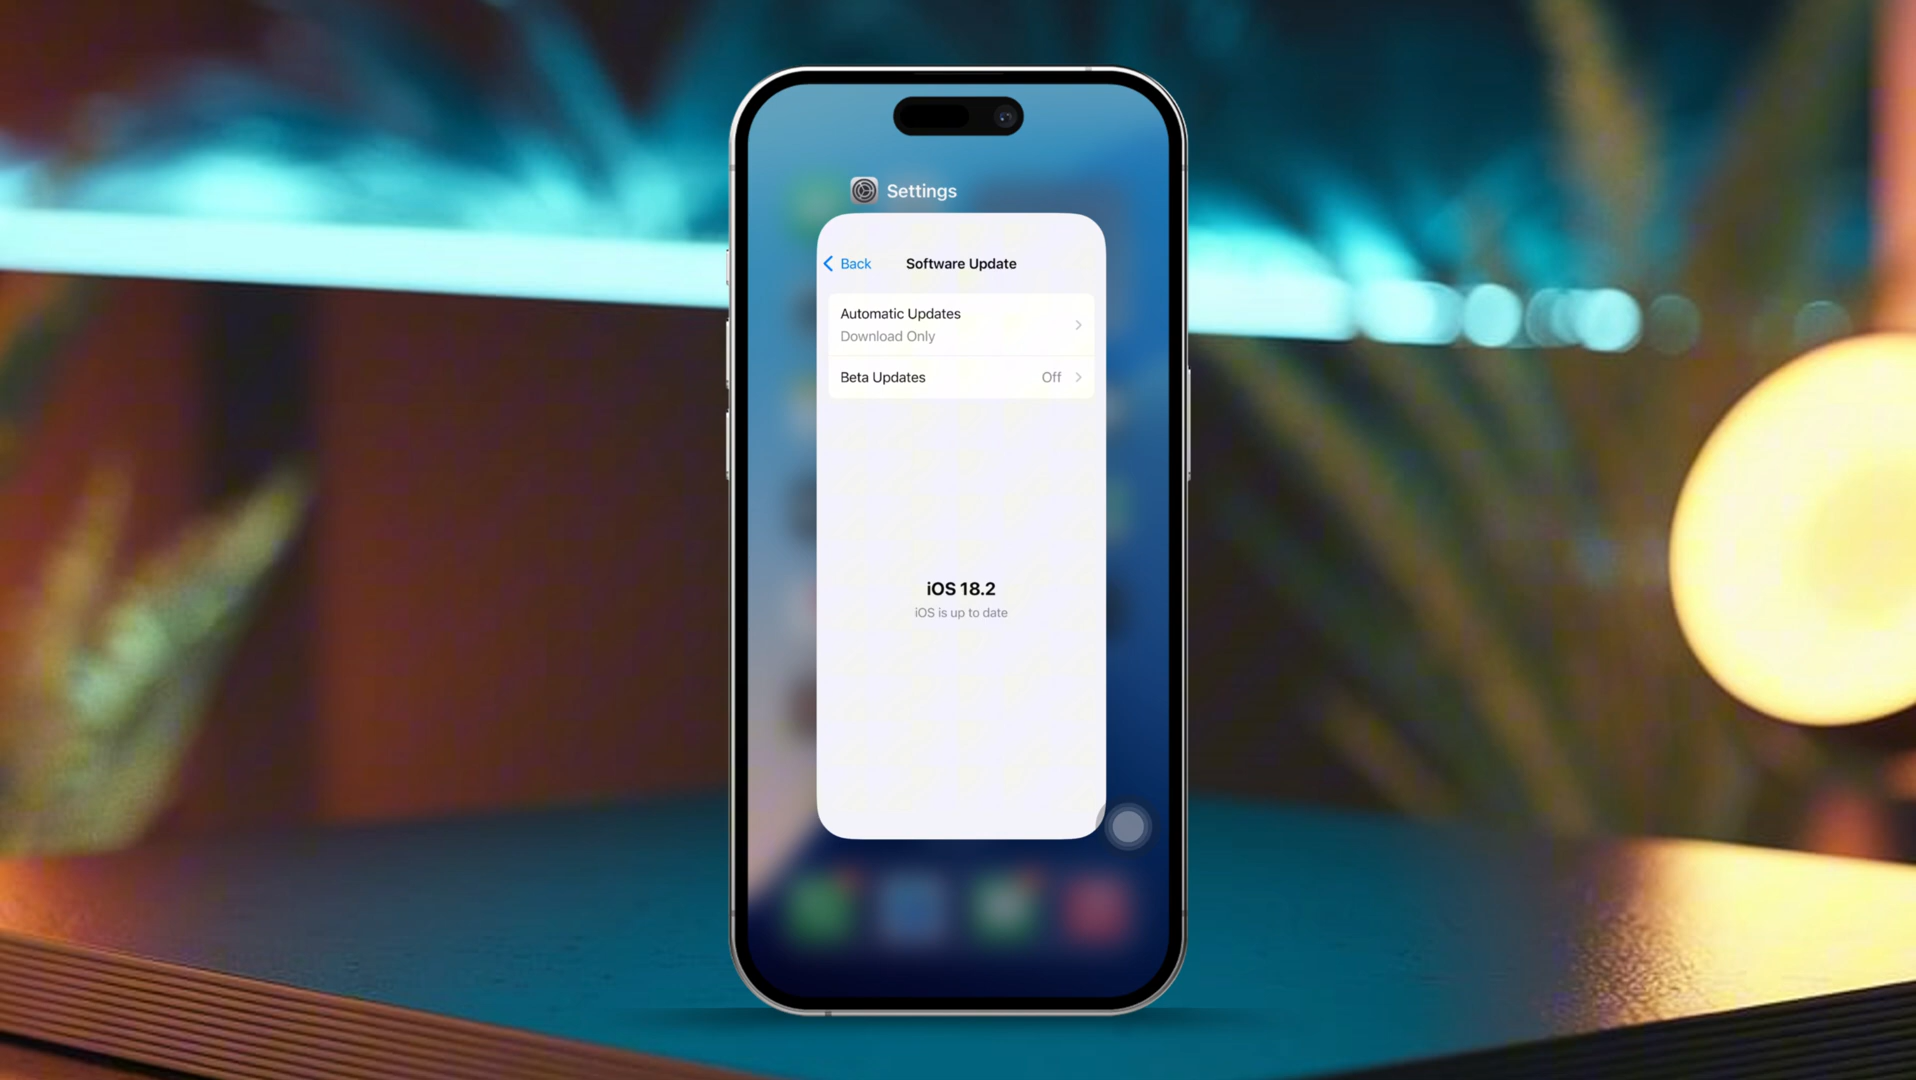 Settings
Back
Software Update
Automatic Updates
Download Only
Beta Updates
Off
iOS 18.2
iOS is up to date